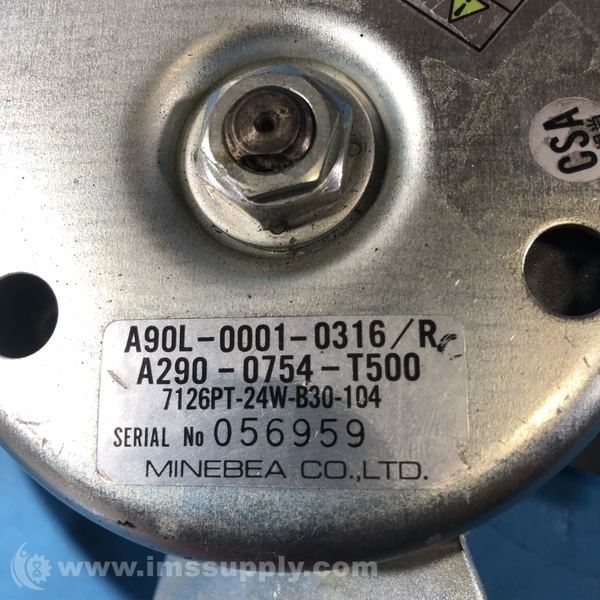 CSA
A90L-0001-0316/R
A290-0754-T500
7126PT-24W-B30-104
SERIAL No 056959
MINEBEA CO.,LTD.
www.imssupply.com